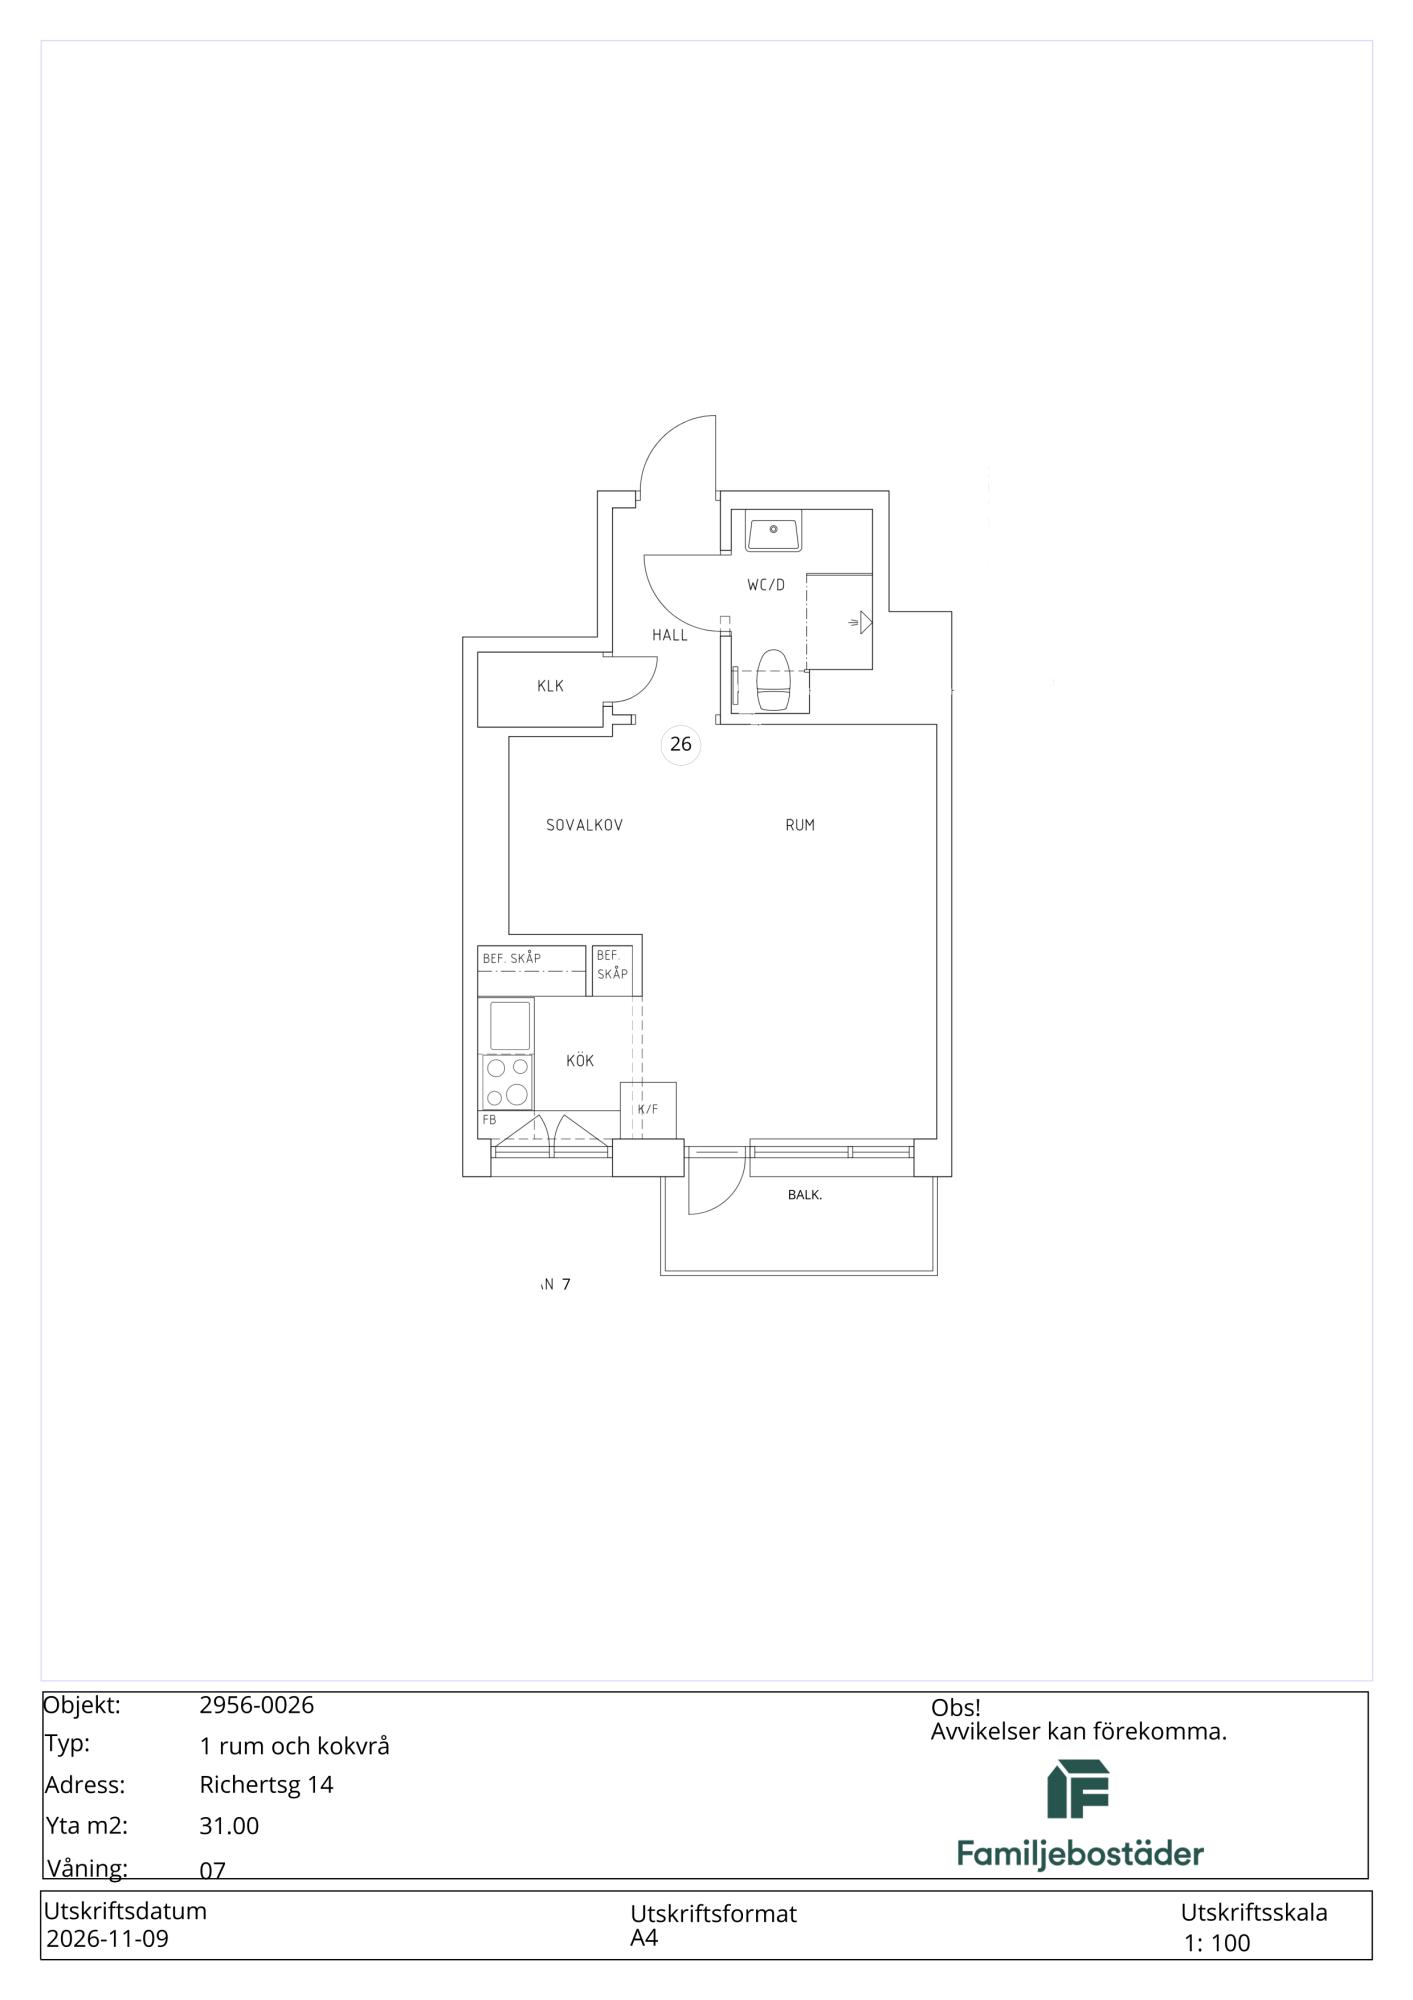 WC/D
HALL
KLK
26
SOVALKOV
RUM
BEF. SKÅP
BEF.
SKÅP
KÖK
K/F
FB
BALK.
N 7
Objekt: 2956-0026
Typ: 1 rum och kokvrå
Adress: Richertsg 14
Yta m2: 31.00
Våning: 07
Obs!
Avvikelser kan förekomma.
Familjebostäder
Utskriftsdatum
2026-11-09
Utskriftsformat
A4
Utskriftsskala
1: 100